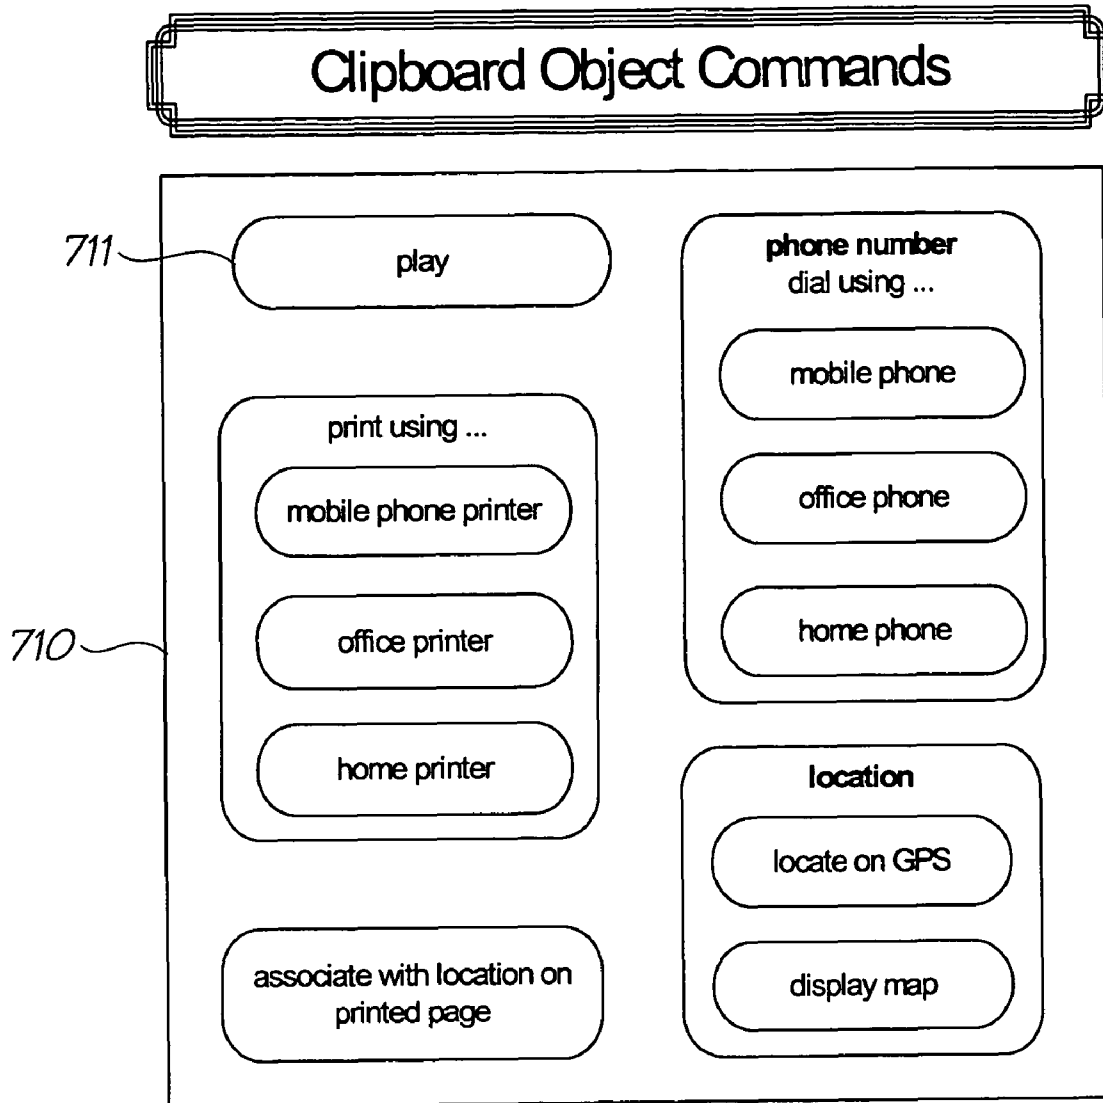 Clipboard Object Commands
711
play
print using ...
mobile phone printer
office printer
home printer
710
associate with location on
printed page
phone number
dial using ...
mobile phone
office phone
home phone
location
locate on GPS
display map